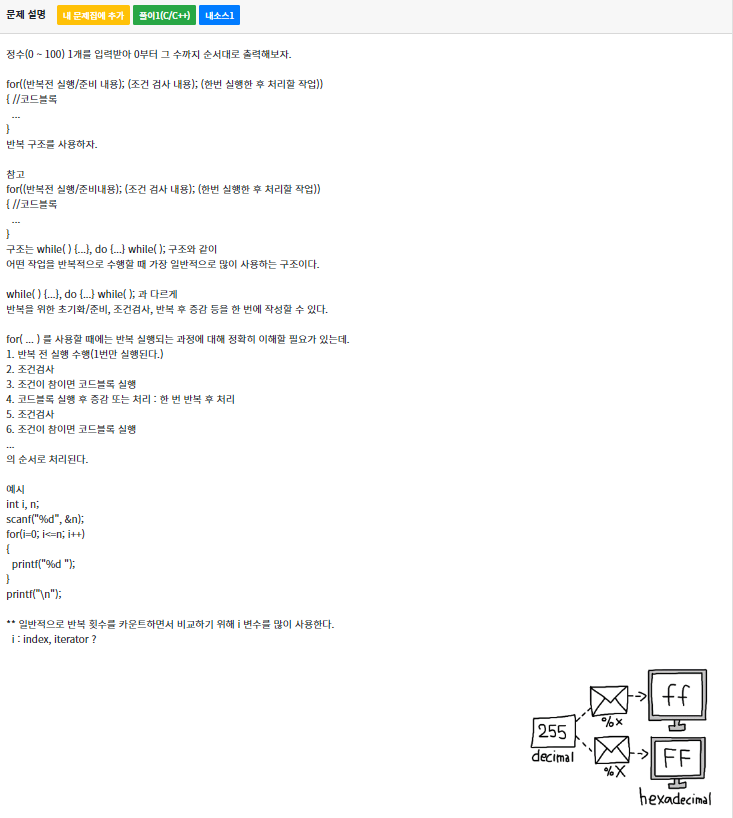 문제 설명 내 문제집에 추가 풀이1(C/C++) 내소스1
정수(0 ~ 100) 1개를 입력받아 0부터 그 수까지 순서대로 출력해보자.
for((반복전 실행/준비 내용); (조건 검사 내용); (한번 실행한 후 처리할 작업))
{ //코드블록
...
}
반복 구조를 사용하자.
참고
for((반복전 실행/준비내용); (조건 검사 내용); (한번 실행한 후 처리할 작업))
{ //코드블록
...
}
구조는 while( ) {...}, do {...} while( ); 구조와 같이
어떤 작업을 반복적으로 수행할 때 가장 일반적으로 많이 사용하는 구조이다.
while( ) {...}, do {...} while( ); 과 다르게
반복을 위한 초기화/준비, 조건검사, 반복 후 증감 등을 한 번에 작성할 수 있다.
for( ... ) 를 사용할 때에는 반복 실행되는 과정에 대해 정확히 이해할 필요가 있는데.
1. 반복 전 실행 수행(1번만 실행된다.)
2. 조건검사
3. 조건이 참이면 코드블록 실행
4. 코드블록 실행 후 증감 또는 처리 : 한 번 반복 후 처리
5. 조건검사
6. 조건이 참이면 코드블록 실행
...
의 순서로 처리된다.
예시
int i, n;
scanf("%d", &n);
for(i=0; i<=n; i++)
{
printf("%d ");
}
printf("\n");
** 일반적으로 반복 횟수를 카운트하면서 비교하기 위해 i 변수를 많이 사용한다.
i : index, iterator ?
ff
%x
255
decimal
FF
%X
hexadecimal